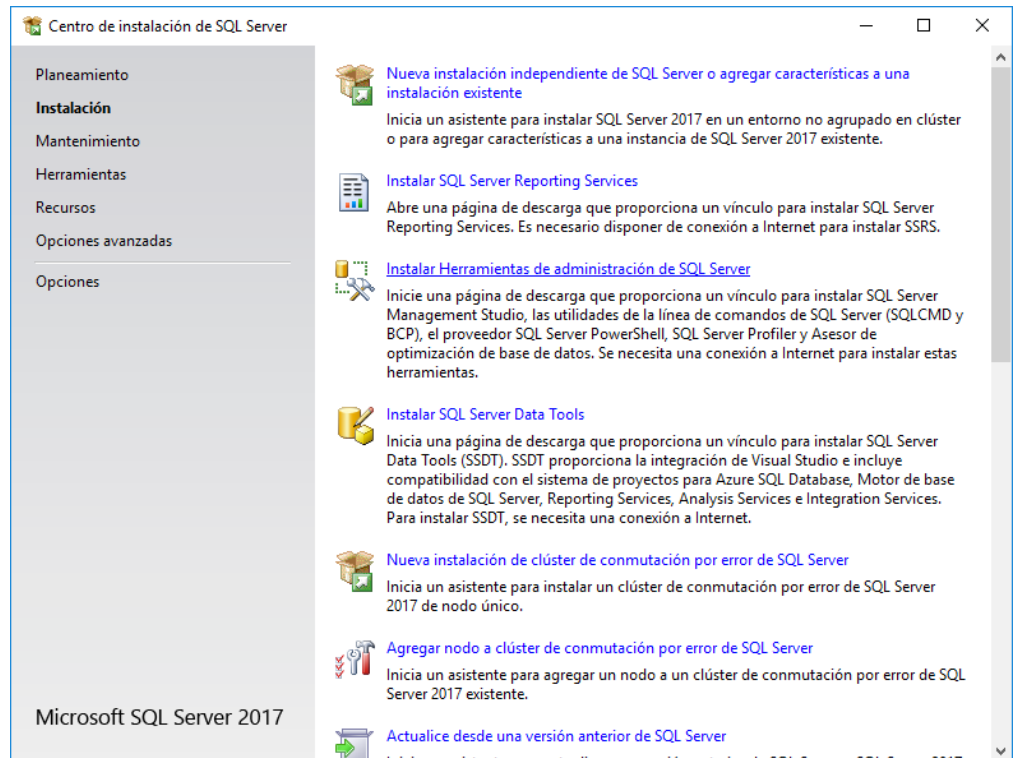 Centro de instalación de SQL Server
Planeamiento
Instalación
Mantenimiento
Herramientas
Recursos
Opciones avanzadas
Opciones
Microsoft SQL Server 2017
Nueva instalación independiente de SQL Server o agregar características a una
instalación existente
Inicia un asistente para instalar SQL Server 2017 en un entorno no agrupado en clúster
o para agregar características a una instancia de SQL Server 2017 existente.
Instalar SQL Server Reporting Services
Abre una página de descarga que proporciona un vínculo para instalar SQL Server
Reporting Services. Es necesario disponer de conexión a Internet para instalar SSRS.
Instalar Herramientas de administración de SQL Server
Inicie una página de descarga que proporciona un vínculo para instalar SQL Server
Management Studio, las utilidades de la línea de comandos de SQL Server (SQLCMD y
BCP), el proveedor SQL Server PowerShell, SQL Server Profiler y Asesor de
optimización de base de datos. Se necesita una conexión a Internet para instalar estas
herramientas.
Instalar SQL Server Data Tools
Inicia una página de descarga que proporciona un vínculo para instalar SQL Server
Data Tools (SSDT). SSDT proporciona la integración de Visual Studio e incluye
compatibilidad con el sistema de proyectos para Azure SQL Database, Motor de base
de datos de SQL Server, Reporting Services, Analysis Services e Integration Services.
Para instalar SSDT, se necesita una conexión a Internet.
Nueva instalación de clúster de conmutación por error de SQL Server
Inicia un asistente para instalar un clúster de conmutación por error de SQL Server
2017 de nodo único.
Agregar nodo a clúster de conmutación por error de SQL Server
Inicia un asistente para agregar un nodo a un clúster de conmutación por error de SQL
Server 2017 existente.
Actualice desde una versión anterior de SQL Server